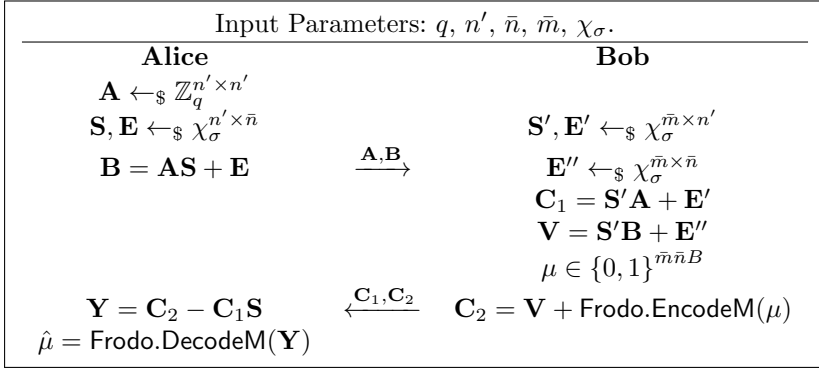 Input Parameters: q, n′, n̄, m̄, χ_σ.
Alice Bob
A ←_$ ℤ_q^{n′×n′}
S, E ←_$ χ_σ^{n′×n̄} S′, E′ ←_$ χ_σ^{m̄×n′}
B = AS + E A,B ⟶ E″ ←_$ χ_σ^{m̄×n̄}
C₁ = S′A + E′
V = S′B + E″
μ ∈ {0, 1}^{m̄n̄B}
Y = C₂ − C₁S C₁,C₂ ⟵ C₂ = V + Frodo.EncodeM(μ)
μ̂ = Frodo.DecodeM(Y)